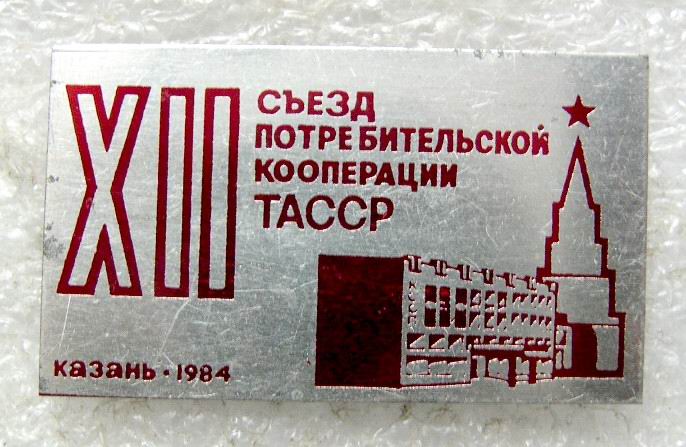 XII
СЪЕЗД
ПОТРЕБИТЕЛЬСКОЙ
КООПЕРАЦИИ
ТАССР
казань · 1984